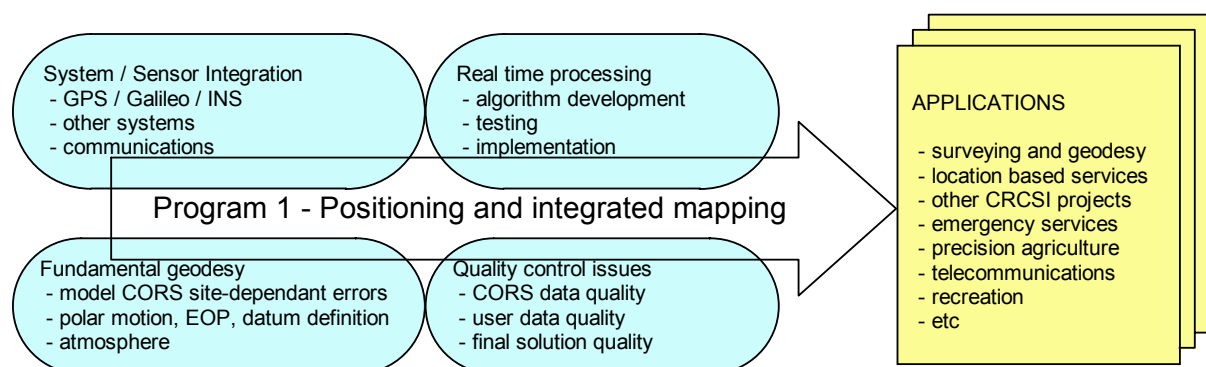 System / Sensor Integration
- GPS / Galileo / INS
- other systems
- communications
Real time processing
- algorithm development
- testing
- implementation
Program 1 - Positioning and integrated mapping
Fundamental geodesy
- model CORS site-dependant errors
- polar motion, EOP, datum definition
- atmosphere
Quality control issues
- CORS data quality
- user data quality
- final solution quality
APPLICATIONS
- surveying and geodesy
- location based services
- other CRCSI projects
- emergency services
- precision agriculture
- telecommunications
- recreation
- etc